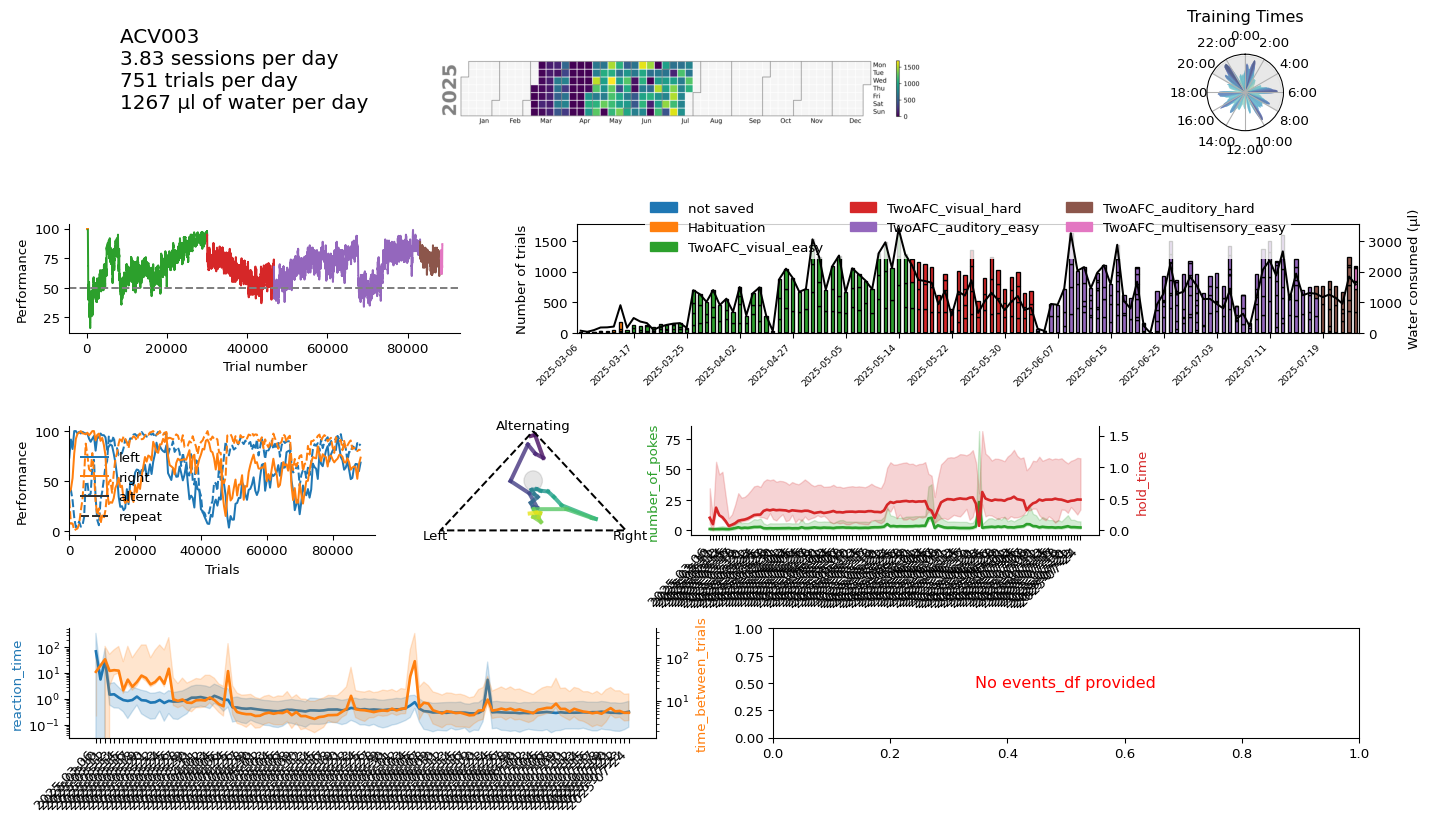 ACV003
3.83 sessions per day
751 trials per day
1267 µl of water per day
2025
Jan Feb Mar Apr May Jun Jul Aug Sep Oct Nov Dec
Mon
Tue
Wed
Thu
Fri
Sat
Sun
1500
1000
500
0
Training Times
0:00
2:00
4:00
6:00
8:00
10:00
12:00
14:00
16:00
18:00
20:00
22:00
Performance
100
75
50
25
0 20000 40000 60000 80000
Trial number
not saved
Habituation
TwoAFC_visual_easy
TwoAFC_visual_hard
TwoAFC_auditory_easy
TwoAFC_auditory_hard
TwoAFC_multisensory_easy
Number of trials
1500
1000
500
0
3000
2000
1000
0
Water consumed (µl)
2025-03-06 2025-03-17 2025-03-25 2025-04-02 2025-04-27 2025-05-05 2025-05-14 2025-05-22 2025-05-30 2025-06-07 2025-06-15 2025-06-25 2025-07-03 2025-07-11 2025-07-19
Performance
100
50
0
left
right
alternate
repeat
0 20000 40000 60000 80000
Trials
Alternating
Left
Right
number_of_pokes
75
50
25
0
1.5
1.0
0.5
0.0
hold_time
reaction_time
10²
10¹
10⁰
10⁻¹
10²
10¹
time_between_trials
1.00
0.75
0.50
0.25
0.00
No events_df provided
0.0 0.2 0.4 0.6 0.8 1.0